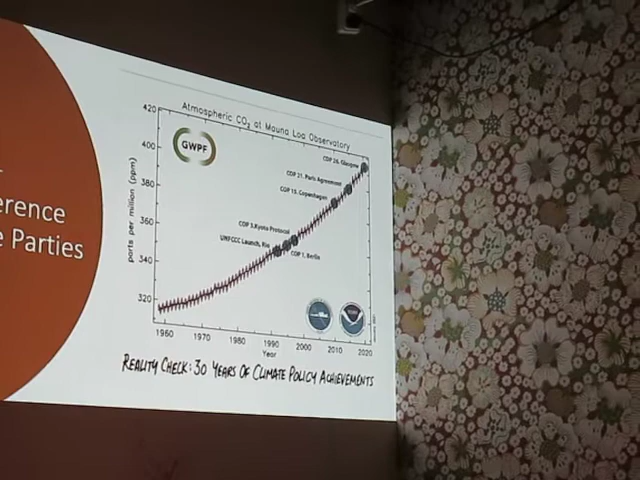 erence
e Parties
Atmospheric CO2 at Mauna Loa Observatory
GWPF
parts per million (ppm)
420
400
380
360
340
320
COP 26. Glasgow
COP 21. Paris Agreement
COP 15. Copenhagen
COP 3.Kyoto Protocol
UNFCCC Launch, Rio
COP 1. Berlin
1960
1970
1980
1990
2000
2010
2020
Year
REALITY CHECK: 30 YEARS OF CLIMATE POLICY ACHIEVEMENTS